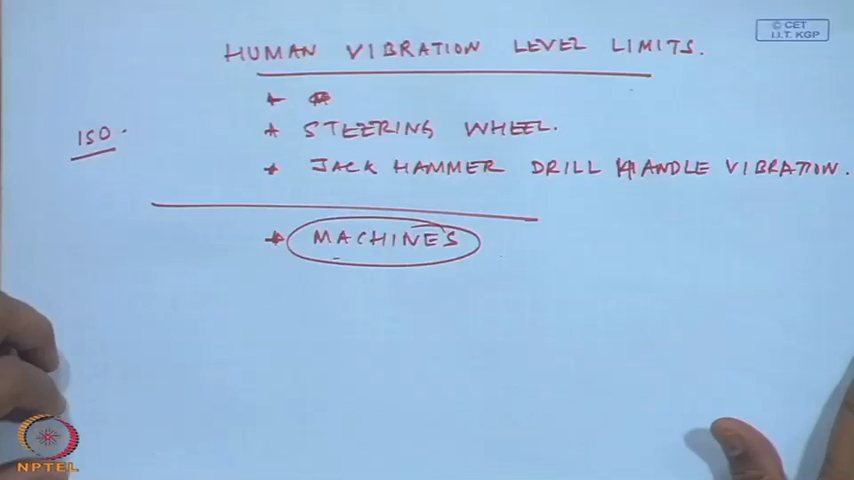 © CET
I.I.T. KGP
HUMAN VIBRATION LEVEL LIMITS.
ISO.
* STEERING WHEEL.
* JACK HAMMER DRILL HANDLE VIBRATION.
* MACHINES
NPTEL